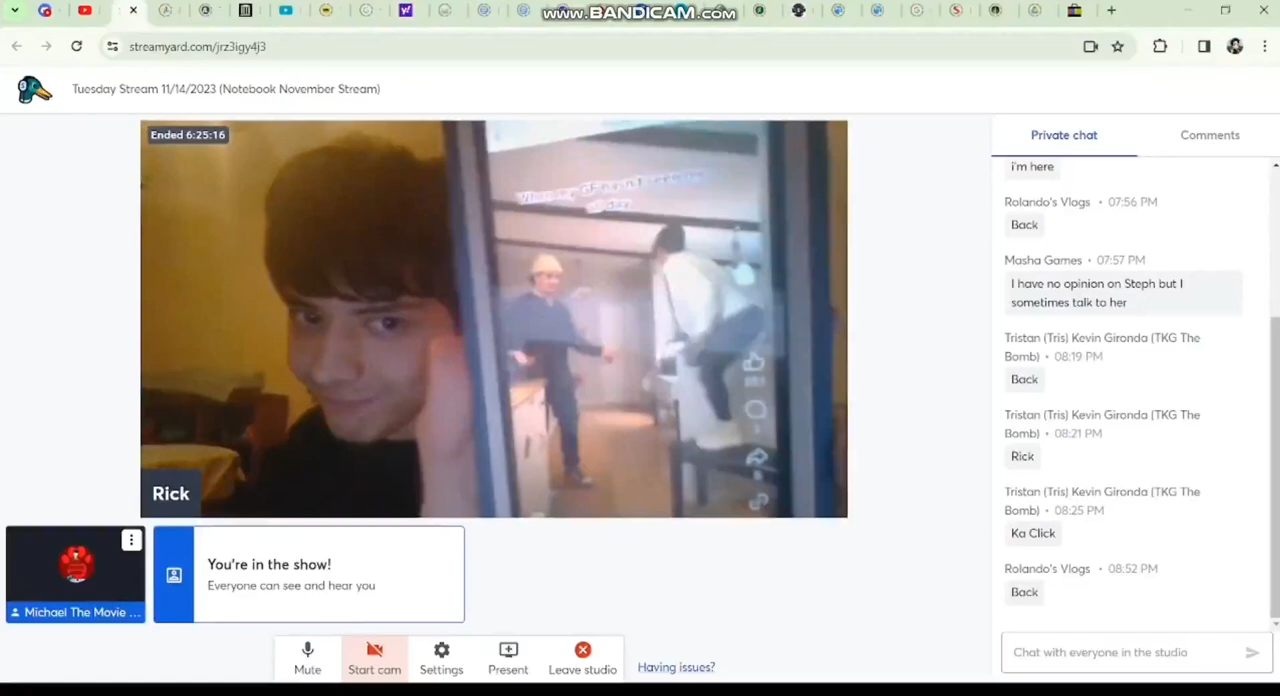 www.BANDICAM.com
streamyard.com/jrz3igy4j3
Tuesday Stream 11/14/2023 (Notebook November Stream)
Ended 6:25:16
Rick
Michael The Movie ...
You're in the show!
Everyone can see and hear you
Mute
Start cam
Settings
Present
Leave studio
Having issues?
Private chat
Comments
i'm here
Rolando's Vlogs • 07:56 PM
Back
Masha Games • 07:57 PM
I have no opinion on Steph but I
sometimes talk to her
Tristan (Tris) Kevin Gironda (TKG The
Bomb) • 08:19 PM
Back
Tristan (Tris) Kevin Gironda (TKG The
Bomb) • 08:21 PM
Rick
Tristan (Tris) Kevin Gironda (TKG The
Bomb) • 08:25 PM
Ka Click
Rolando's Vlogs • 08:52 PM
Back
Chat with everyone in the studio